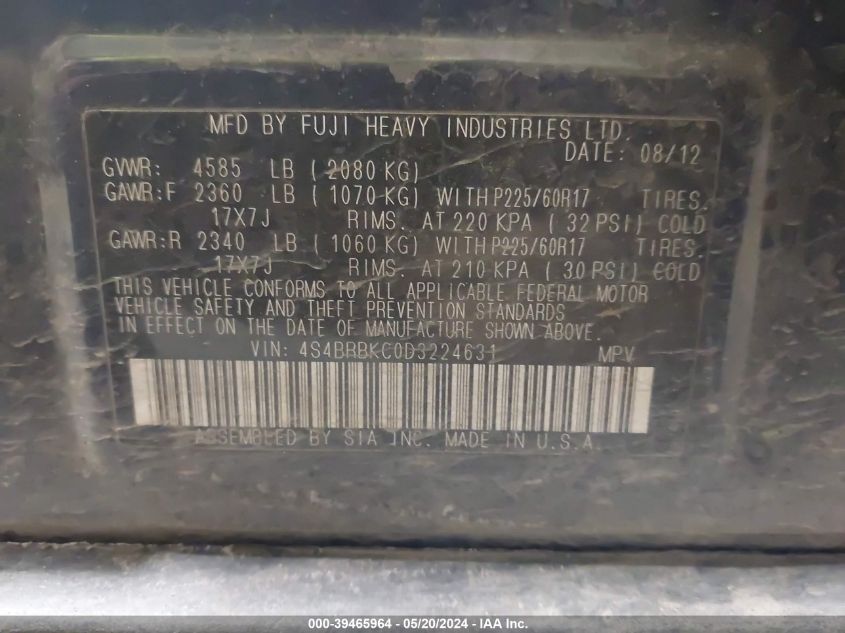 MFD BY FUJI HEAVY INDUSTRIES LTD.
DATE: 08/12
GVWR: 4585 LB ( 2080 KG)
GAWR:F 2360 LB ( 1070 KG) WITH P225/60R17 TIRES.
17X7J RIMS. AT 220 KPA ( 32 PSI) COLD
GAWR:R 2340 LB ( 1060 KG) WITH P225/60R17 TIRES.
17X7J RIMS. AT 210 KPA ( 30 PSI) COLD
THIS VEHICLE CONFORMS TO ALL APPLICABLE FEDERAL MOTOR
VEHICLE SAFETY AND THEFT PREVENTION STANDARDS
IN EFFECT ON THE DATE OF MANUFACTURE SHOWN ABOVE.
VIN: 4S4BRBKC0D3224631 MPV
ASSEMBLED BY SIA INC. MADE IN U.S.A.
000-39465964 - 05/20/2024 - IAA Inc.